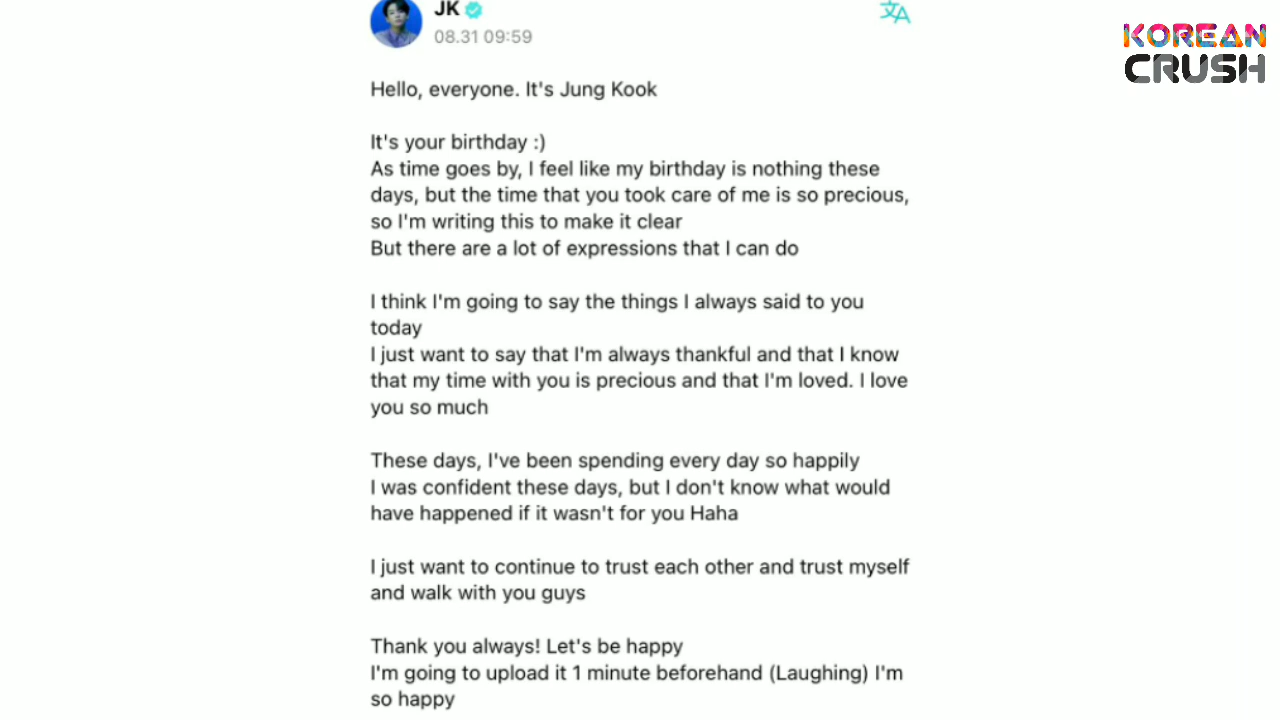 JK
08.31 09:59
KOREAN
CRUSH
Hello, everyone. It's Jung Kook
It's your birthday :)
As time goes by, I feel like my birthday is nothing these
days, but the time that you took care of me is so precious,
so I'm writing this to make it clear
But there are a lot of expressions that I can do
I think I'm going to say the things I always said to you
today
I just want to say that I'm always thankful and that I know
that my time with you is precious and that I'm loved. I love
you so much
These days, I've been spending every day so happily
I was confident these days, but I don't know what would
have happened if it wasn't for you Haha
I just want to continue to trust each other and trust myself
and walk with you guys
Thank you always! Let's be happy
I'm going to upload it 1 minute beforehand (Laughing) I'm
so happy